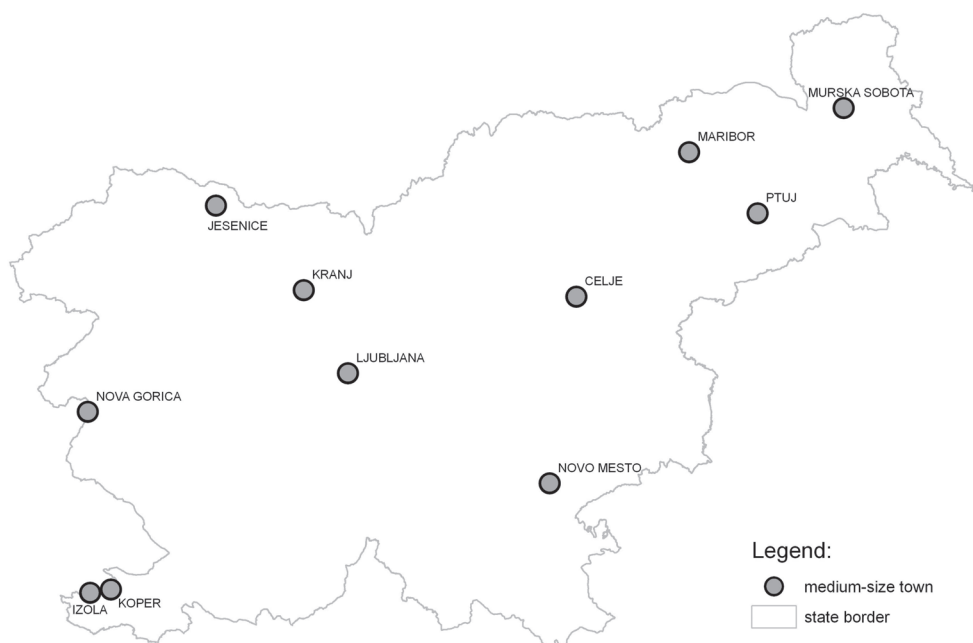 MURSKA SOBOTA
MARIBOR
PTUJ
JESENICE
KRANJ
CELJE
LJUBLJANA
NOVA GORICA
NOVO MESTO
IZOLA
KOPER
Legend:
medium-size town
state border